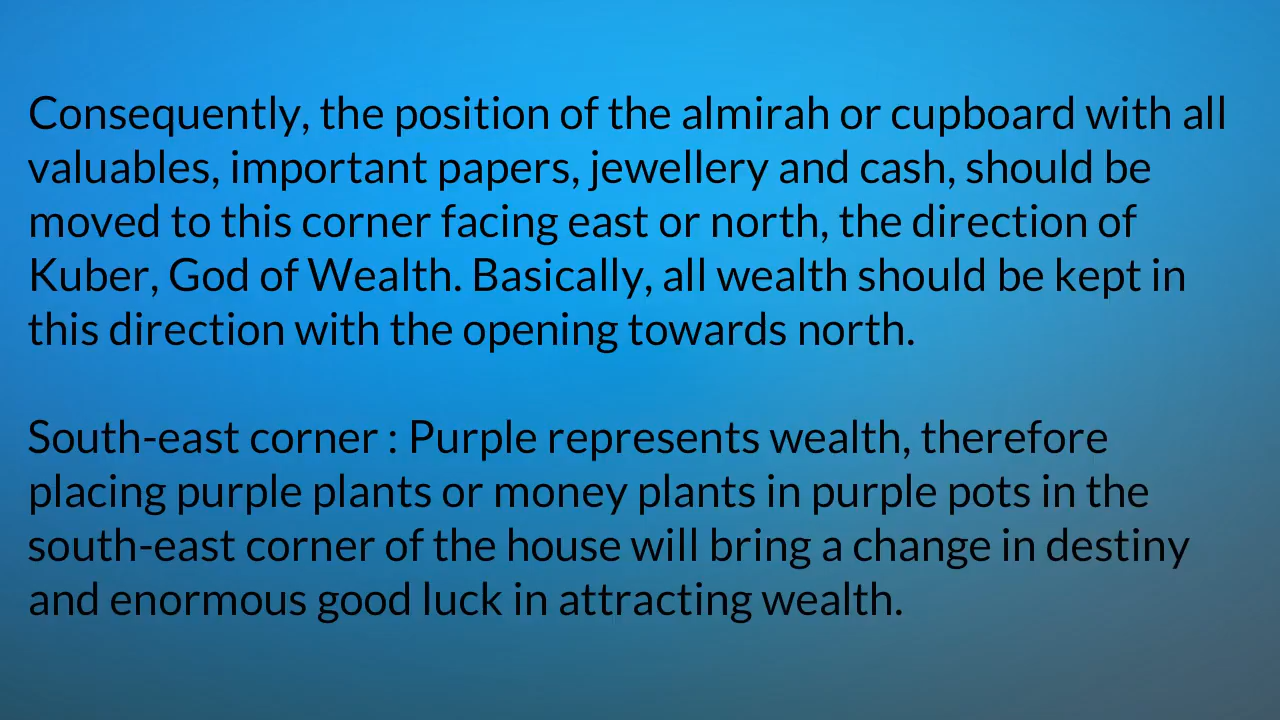 Consequently, the position of the almirah or cupboard with all
valuables, important papers, jewellery and cash, should be
moved to this corner facing east or north, the direction of
Kuber, God of Wealth. Basically, all wealth should be kept in
this direction with the opening towards north.
South-east corner : Purple represents wealth, therefore
placing purple plants or money plants in purple pots in the
south-east corner of the house will bring a change in destiny
and enormous good luck in attracting wealth.